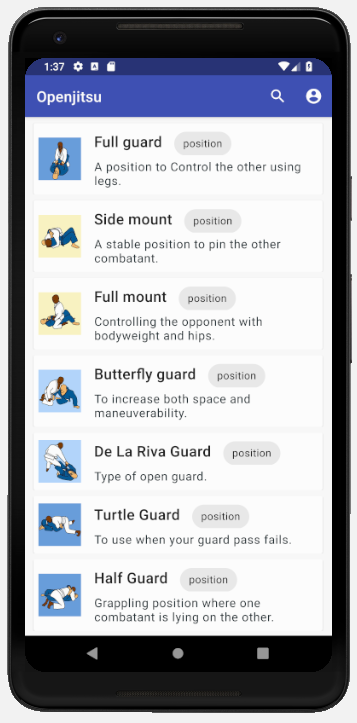 1:37
Openjitsu
Full guard position
A position to Control the other using
legs.
Side mount position
A stable position to pin the other
combatant.
Full mount position
Controlling the opponent with
bodyweight and hips.
Butterfly guard position
To increase both space and
maneuverability.
De La Riva Guard position
Type of open guard.
Turtle Guard position
To use when your guard pass fails.
Half Guard position
Grappling position where one
combatant is lying on the other.